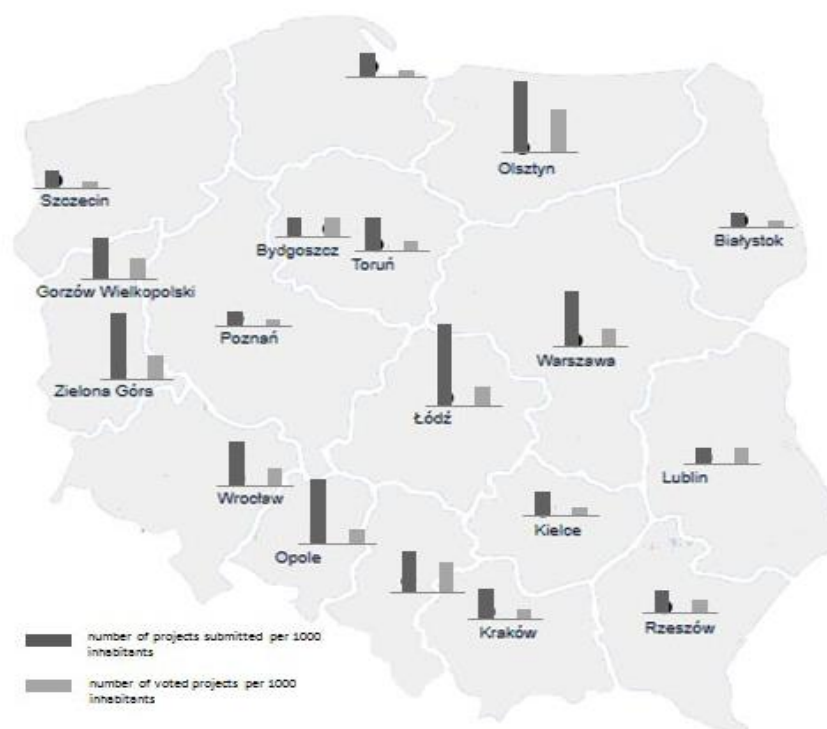 Olsztyn
Szczecin
Białystok
Bydgoszcz
Toruń
Gorzów Wielkopolski
Poznań
Warszawa
Zielona Górs
Łódź
Lublin
Wrocław
Kielce
Opole
Rzeszów
Kraków
number of projects submitted per 1000
inhabitants
number of voted projects per 1000
inhabitants